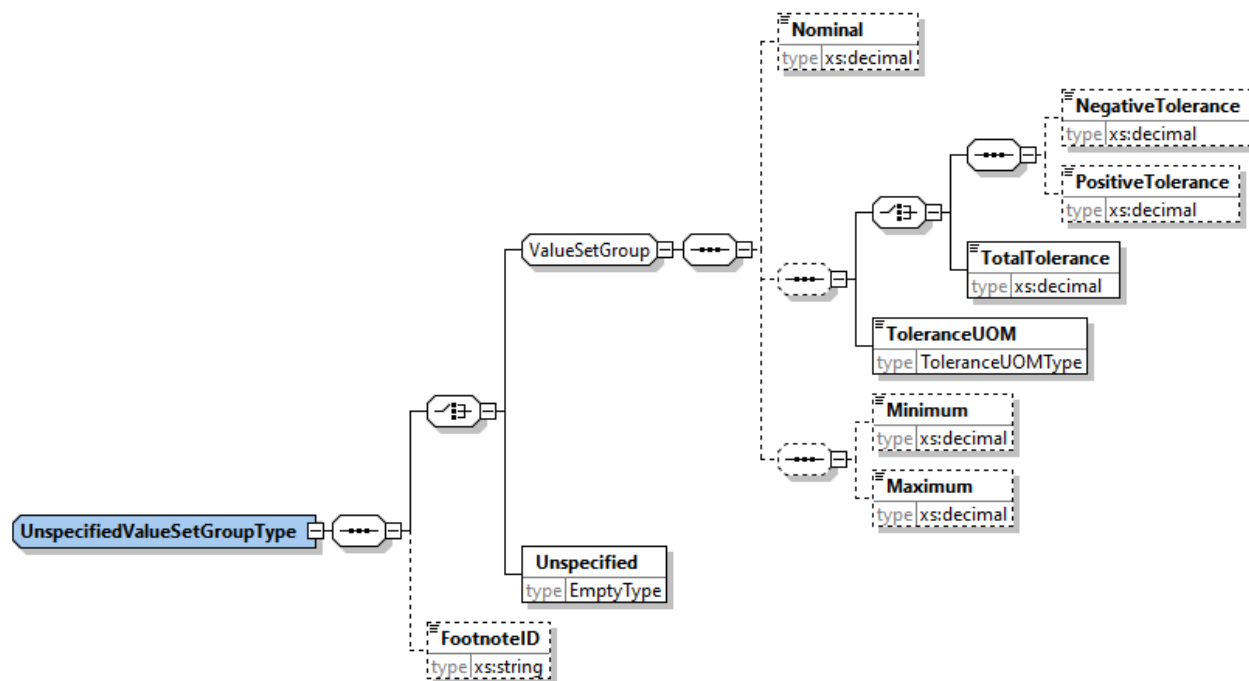 Nominal
type xs:decimal
NegativeTolerance
type xs:decimal
PositiveTolerance
type xs:decimal
ValueSetGroup
TotalTolerance
type xs:decimal
ToleranceUOM
type ToleranceUOMType
Minimum
type xs:decimal
Maximum
type xs:decimal
UnspecifiedValueSetGroupType
Unspecified
type EmptyType
FootnoteID
type xs:string